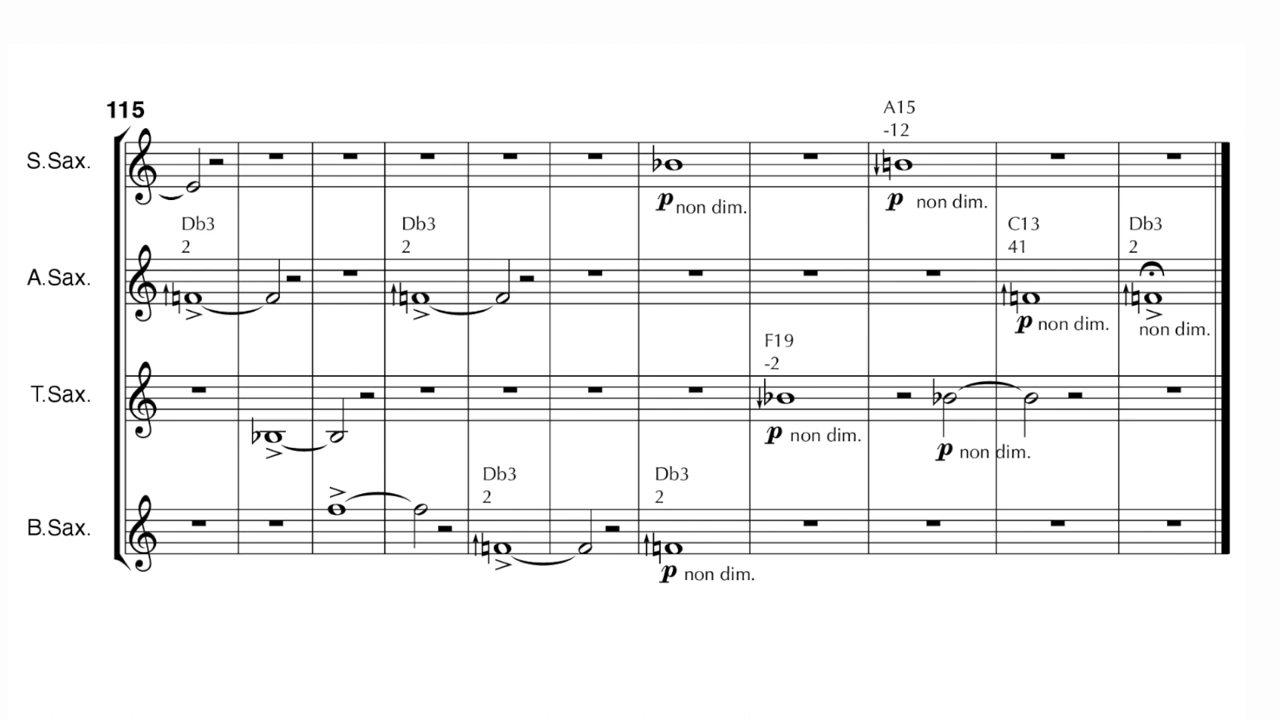 115
A15
-12
S.Sax.
p non dim.
p non dim.
Db3
2
Db3
2
C13
41
Db3
2
A.Sax.
p non dim.
non dim.
F19
-2
T.Sax.
p non dim.
p non dim.
Db3
2
Db3
2
B.Sax.
p non dim.